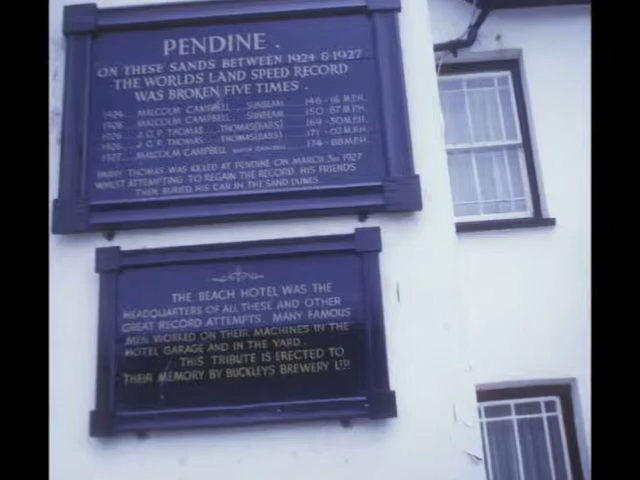 PENDINE.
ON THESE SANDS BETWEEN 1924 & 1927
THE WORLDS LAND SPEED RECORD
WAS BROKEN FIVE TIMES.
1924 MALCOLM CAMPBELL SUNBEAM 146·16 M.P.H.
MALCOLM CAMPBELL SUNBEAM 150·87 M.P.H.
1926 J.G.P. THOMAS THOMAS (BABS) 169·30 M.P.H.
1926 J.G.P. THOMAS THOMAS (BABS) 171·02 M.P.H.
1927 MALCOLM CAMPBELL CAMPBELL 174·88 M.P.H.
HARRY THOMAS WAS KILLED AT PENDINE ON MARCH 3RD 1927
WHILST ATTEMPTING TO REGAIN THE RECORD. HIS FRIENDS
THEN BURIED HIS CAR IN THE SAND DUNES
THE BEACH HOTEL WAS THE
HEADQUARTERS OF ALL THESE AND OTHER
GREAT RECORD ATTEMPTS. MANY FAMOUS
MEN WORKED ON THEIR MACHINES IN THE
HOTEL GARAGE AND IN THE YARD.
THIS TRIBUTE IS ERECTED TO
THEIR MEMORY BY BUCKLEYS BREWERY LTD.